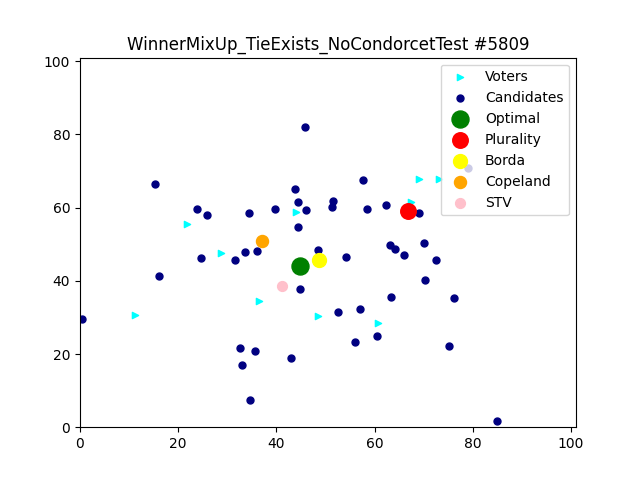 WinnerMixUp_TieExists_NoCondorcetTest #5809
100
80
60
40
20
0
0 20 40 60 80 100
Voters
Candidates
Optimal
Plurality
Borda
Copeland
STV